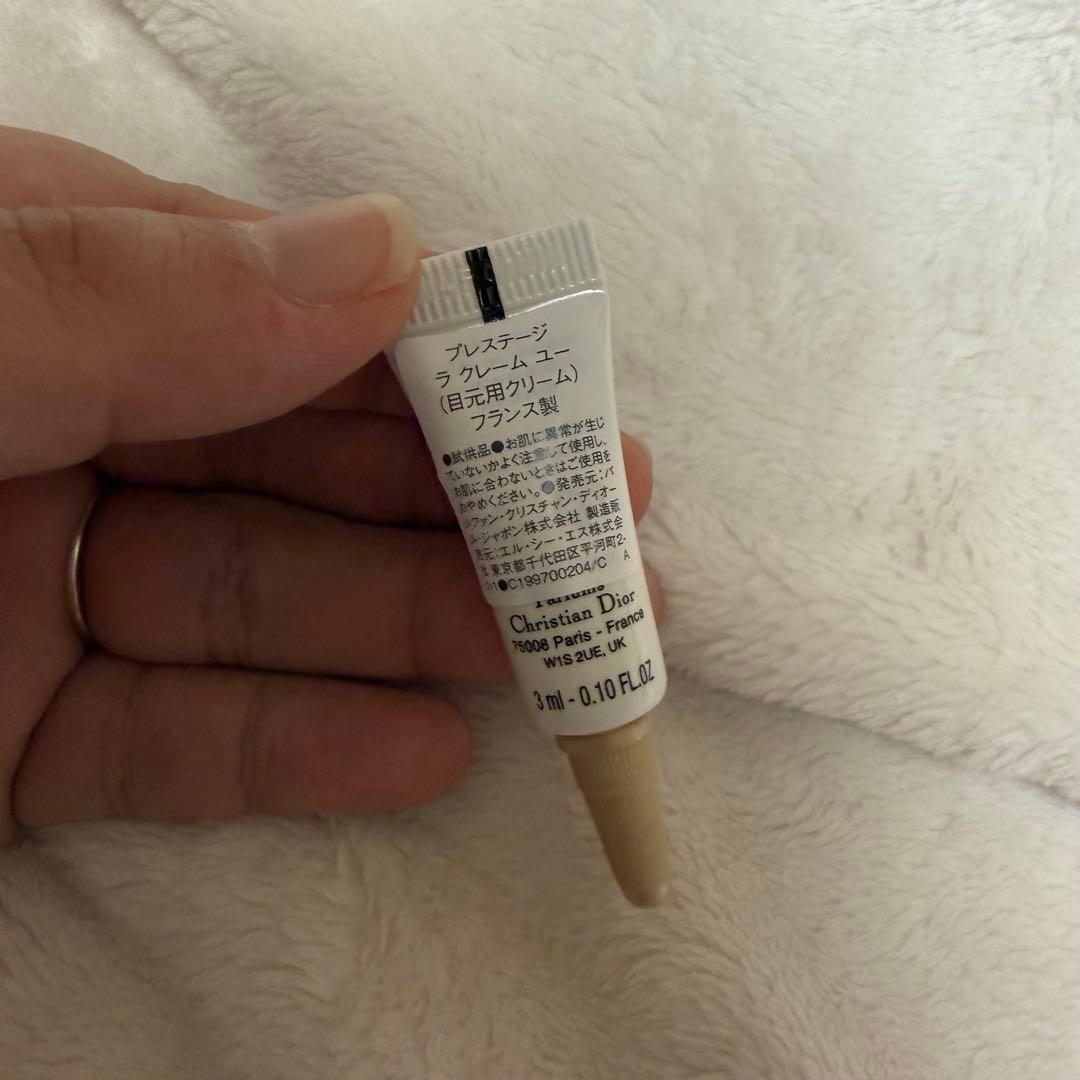 プレステージ
ラ クレーム ユー
(目元用クリーム)
フランス製
●試供品●お肌に異常が生じ
ていないかよく注意して使用し、
お肌に合わないときはご使用を
おやめください。●発売元:パ
ルファン・クリスチャン・ディオー
ル・ジャポン株式会社 製造販
売元:エル・シー・エス株式会
社 東京都千代田区平河町2-
1●C199700204/C A
Parfums
Christian Dior
75008 Paris - France
W1S 2UE, UK
3 ml - 0.10 FL.OZ